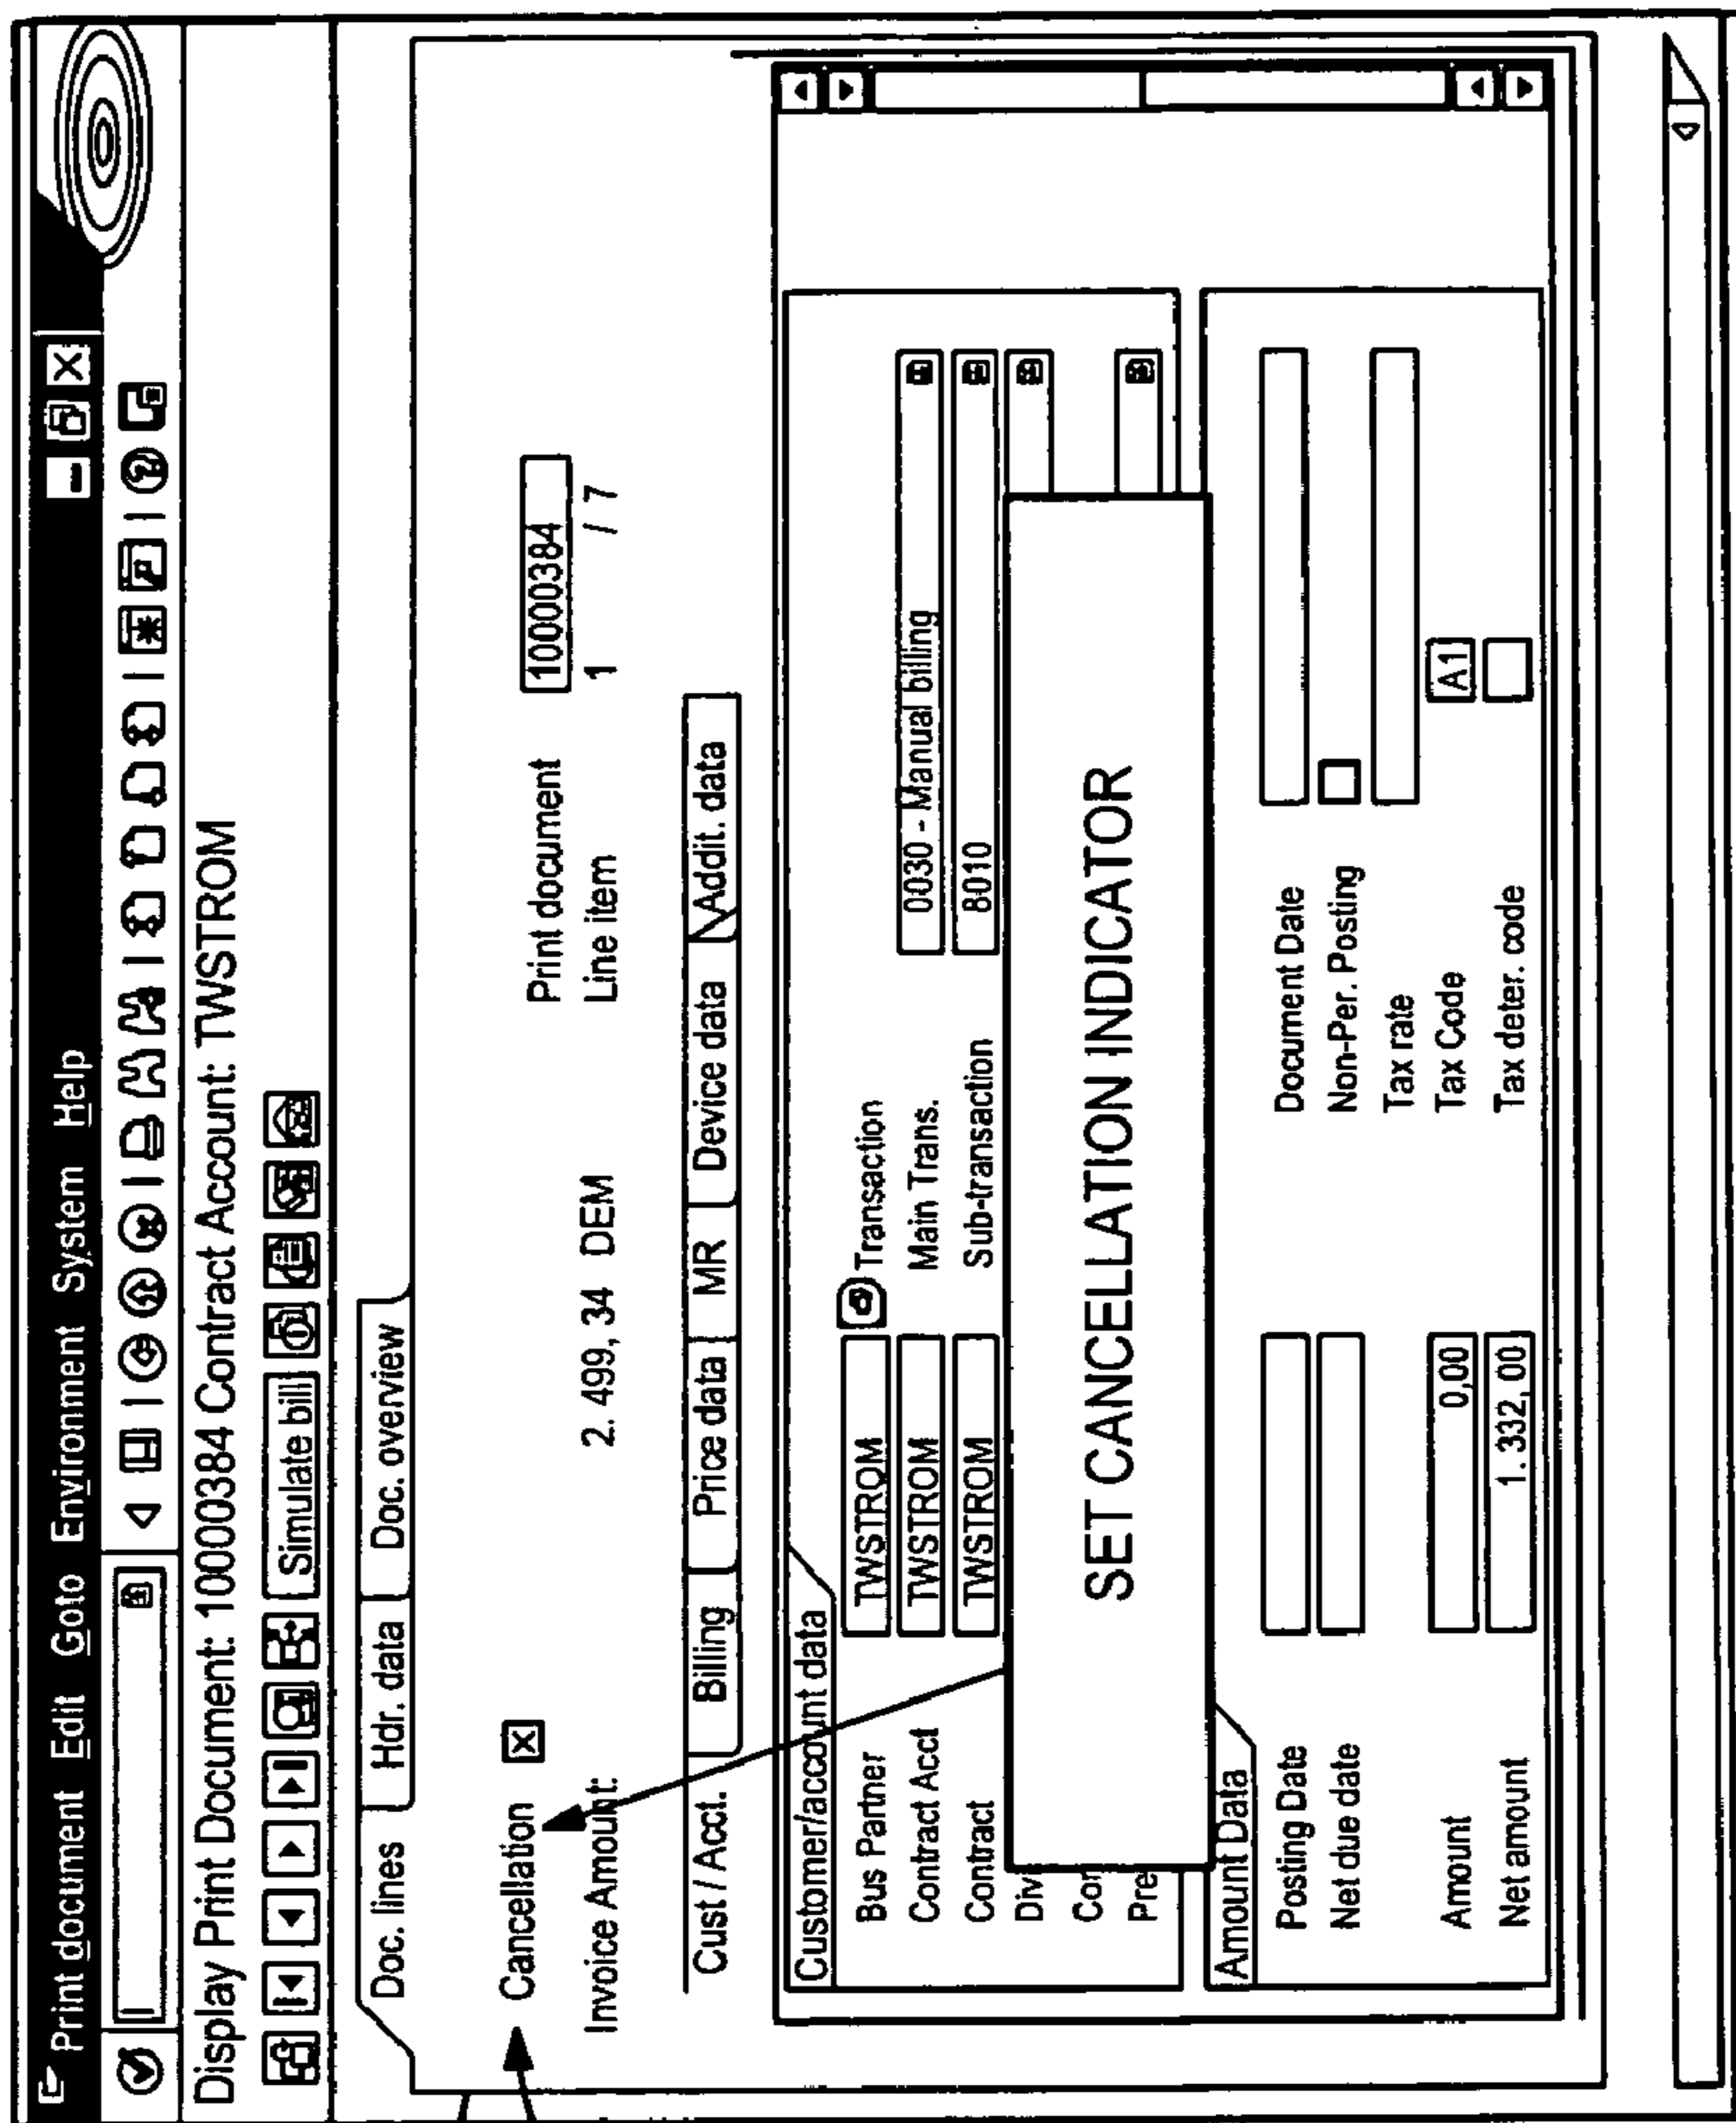 Print document Edit Goto Environment System Help
Display Print Document: 10000384 Contract Account: TWSTROM
Simulate bill
Doc. lines Hdr. data Doc. overview
Cancellation Print document 10000384
Invoice Amount: 2. 499, 34 DEM Line item 1 / 7
Cust / Acct. Billing Price data MR Device data Addit. data
Customer/account data
Bus Partner TWSTROM Transaction
Contract Acct TWSTROM Main Trans. 0030 - Manual billing
Contract TWSTROM Sub-transaction 8010
Div
Cor
Pre
SET CANCELLATION INDICATOR
Amount Data
Posting Date Document Date
Net due date Non-Per. Posting
Tax rate
Amount 0,00 Tax Code A1
Net amount 1. 332, 00 Tax deter. code